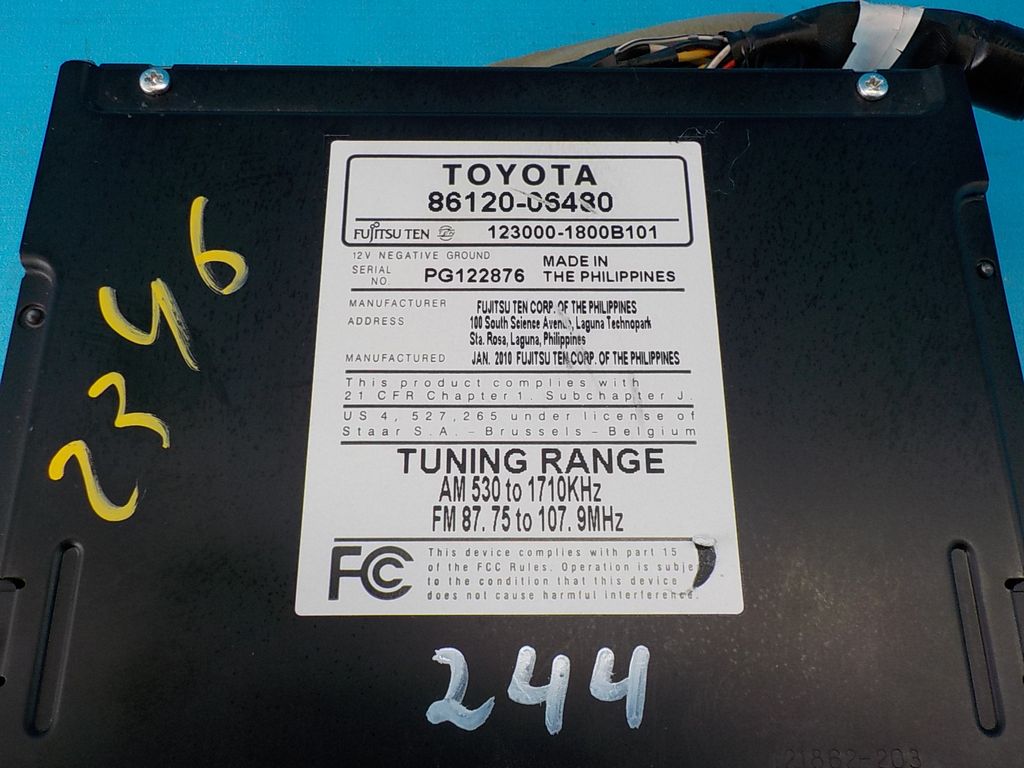 TOYOTA
86120-06480
FUJITSU TEN 123000-1800B101
12V NEGATIVE GROUND
SERIAL NO. PG122876
MADE IN
THE PHILIPPINES
MANUFACTURER FUJITSU TEN CORP. OF THE PHILIPPINES
ADDRESS 100 South Science Avenue, Laguna Technopark
Sta. Rosa, Laguna, Philippines
MANUFACTURED JAN. 2010 FUJITSU TEN CORP. OF THE PHILIPPINES
This product complies with
21 CFR Chapter 1. Subchapter J.
US 4, 527, 265 under license of
Staar S.A. - Brussels - Belgium
TUNING RANGE
AM 530 to 1710KHz
FM 87.75 to 107.9MHz
FC
This device complies with part 15
of the FCC Rules. Operation is subje
to the condition that this device
does not cause harmful interference.
2346
244
21862-203